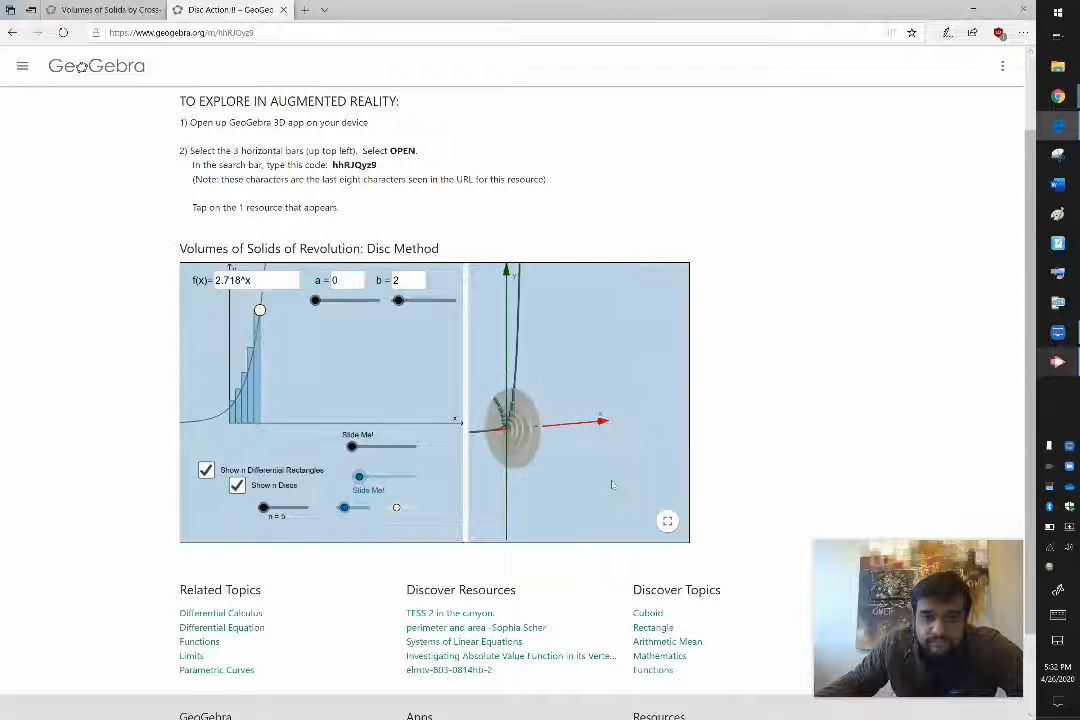 Volumes of Solids by Cross-
Disc Action !! – GeoGeb
https://www.geogebra.org/m/hhRJQyz9
GeoGebra
TO EXPLORE IN AUGMENTED REALITY:
1) Open up GeoGebra 3D app on your device
2) Select the 3 horizontal bars (up top left). Select OPEN.
In the search bar, type this code: hhRJQyz9
(Note: these characters are the last eight characters seen in the URL for this resource)
Tap on the 1 resource that appears.
Volumes of Solids of Revolution: Disc Method
f(x)= 2.718^x
a = 0
b = 2
y
x
y
x
Slide Me!
Show n Differential Rectangles
Show n Discs
Slide Me!
n = 5
Related Topics
Differential Calculus
Differential Equation
Functions
Limits
Parametric Curves
Discover Resources
TESS 2 in the canyon.
perimeter and area -Sophia Scher
Systems of Linear Equations
Investigating Absolute Value Function in its Verte...
elmtv-803-0814hb-2
Discover Topics
Cuboid
Rectangle
Arithmetic Mean
Mathematics
Functions
GeoGebra
Apps
Resources
5:32 PM
4/26/2020